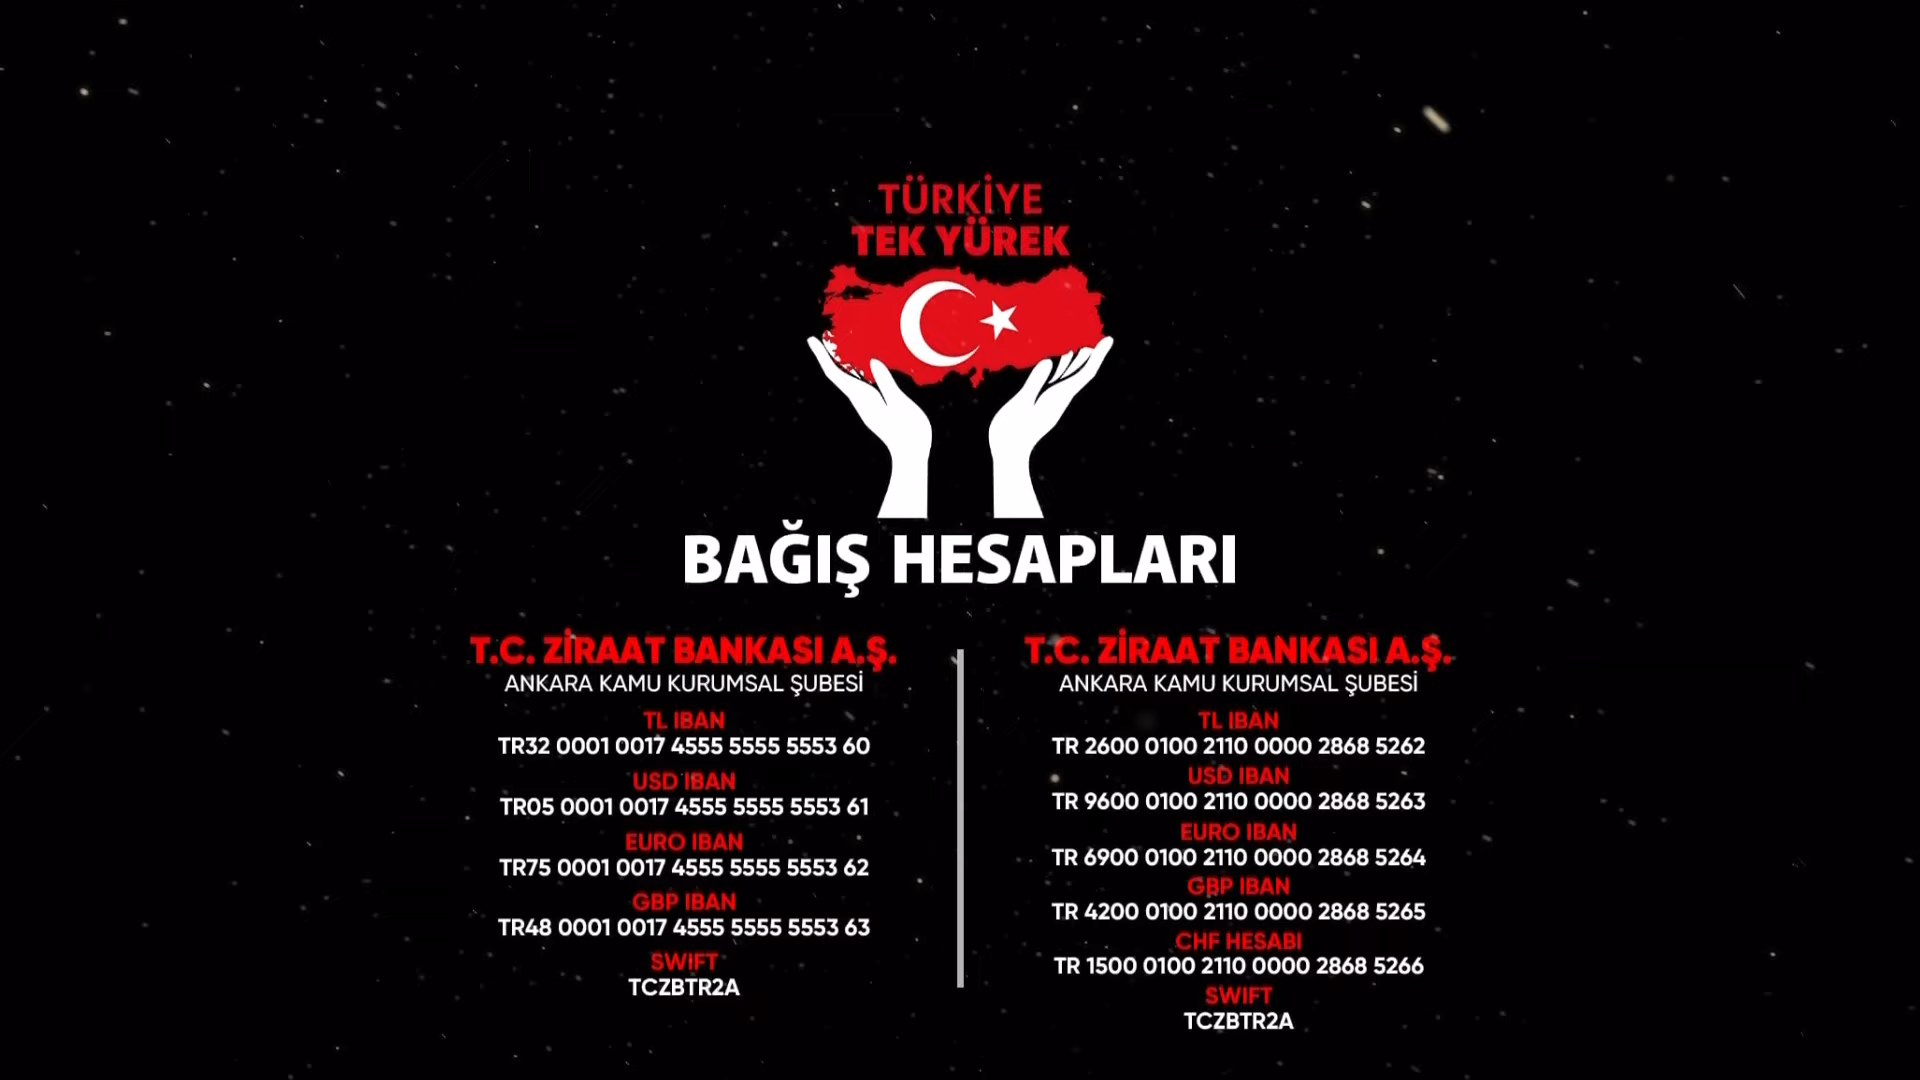 TÜRKİYE
TEK YÜREK
BAĞIŞ HESAPLARI
T.C. ZİRAAT BANKASI A.Ş.
ANKARA KAMU KURUMSAL ŞUBESİ
TL IBAN
TR32 0001 0017 4555 5555 5553 60
USD IBAN
TR05 0001 0017 4555 5555 5553 61
EURO IBAN
TR75 0001 0017 4555 5555 5553 62
GBP IBAN
TR48 0001 0017 4555 5555 5553 63
SWIFT
TCZBTR2A
T.C. ZİRAAT BANKASI A.Ş.
ANKARA KAMU KURUMSAL ŞUBESİ
TL IBAN
TR 2600 0100 2110 0000 2868 5262
USD IBAN
TR 9600 0100 2110 0000 2868 5263
EURO IBAN
TR 6900 0100 2110 0000 2868 5264
GBP IBAN
TR 4200 0100 2110 0000 2868 5265
CHF HESABI
TR 1500 0100 2110 0000 2868 5266
SWIFT
TCZBTR2A